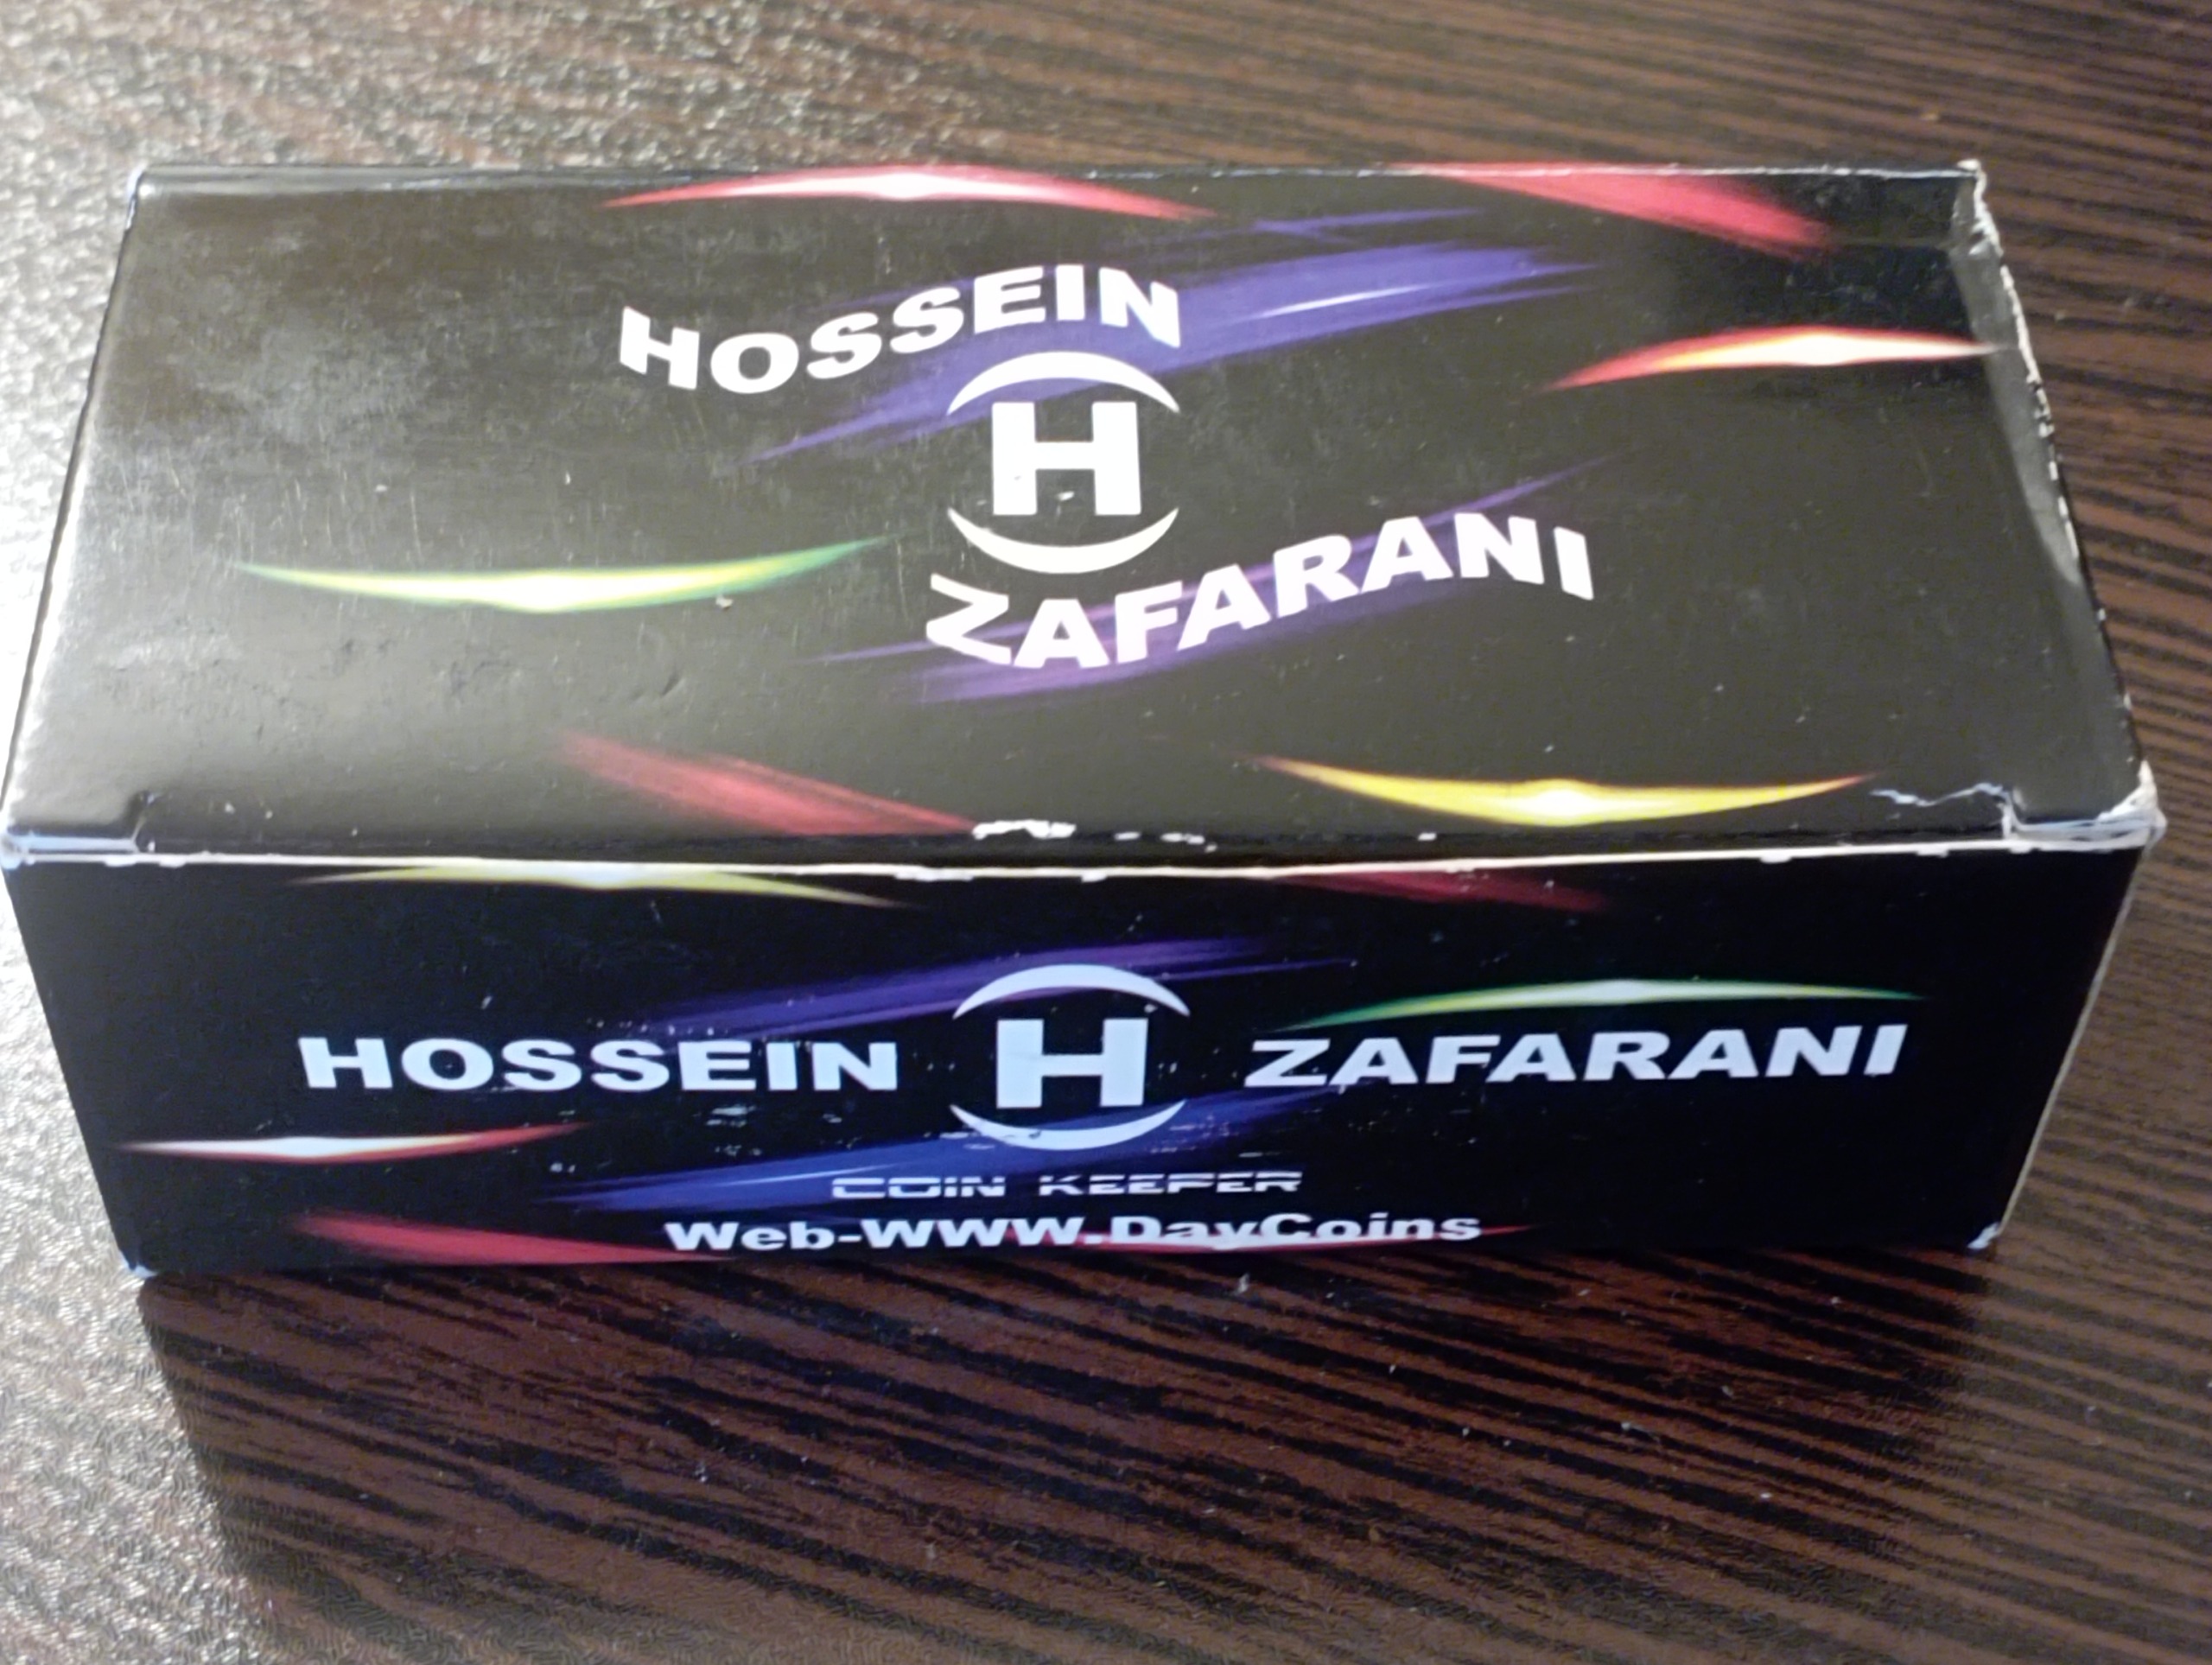 HOSSEIN
H
ZAFARANI
HOSSEIN H ZAFARANI
COIN KEEPER
Web-WWW.DayCoins